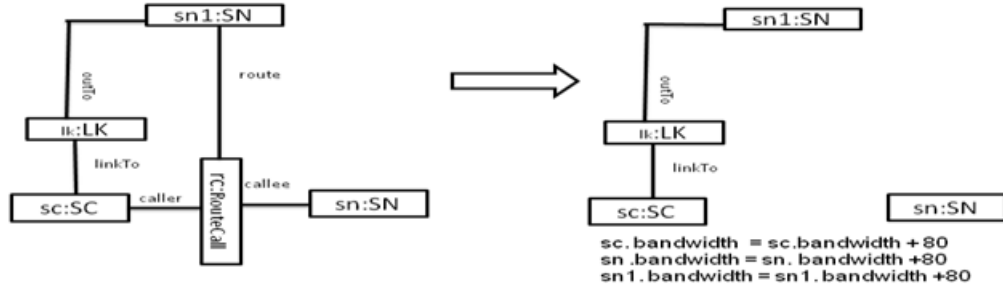 sn1:SN
route
outTo
lk:LK
linkTo
sc:SC
caller
rc:RouteCall
callee
sn:SN
sn1:SN
outTo
lk:LK
linkTo
sc:SC
sn:SN
sc.bandwidth = sc.bandwidth +80
sn .bandwidth = sn. bandwidth +80
sn1. bandwidth = sn1. bandwidth +80